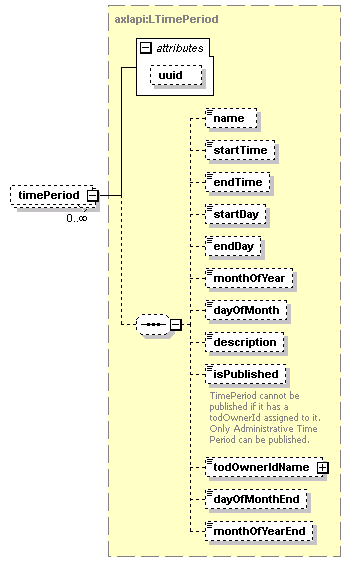 axlapi:LTimePeriod
attributes
uuid
name
startTime
endTime
timePeriod
0..∞
startDay
endDay
monthOfYear
dayOfMonth
description
isPublished
TimePeriod cannot be
published if it has a
todOwnerId assigned to it.
Only Administrative Time
Period can be published.
todOwnerIdName
dayOfMonthEnd
monthOfYearEnd